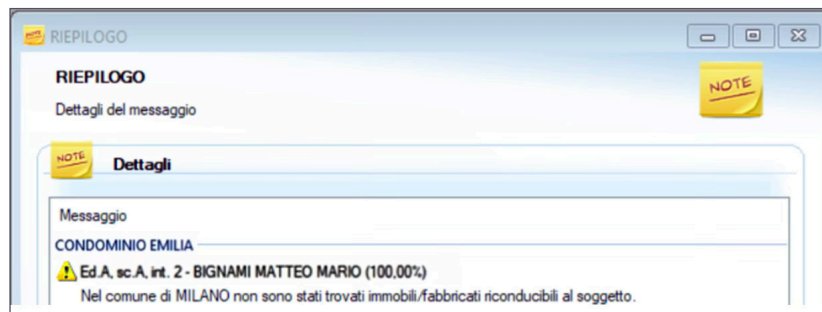 RIEPILOGO
RIEPILOGO
NOTE
Dettagli del messaggio
NOTE
Dettagli
Messaggio
CONDOMINIO EMILIA
Ed.A, sc.A, int. 2 - BIGNAMI MATTEO MARIO (100,00%)
Nel comune di MILANO non sono stati trovati immobili/fabbricati riconducibili al soggetto.